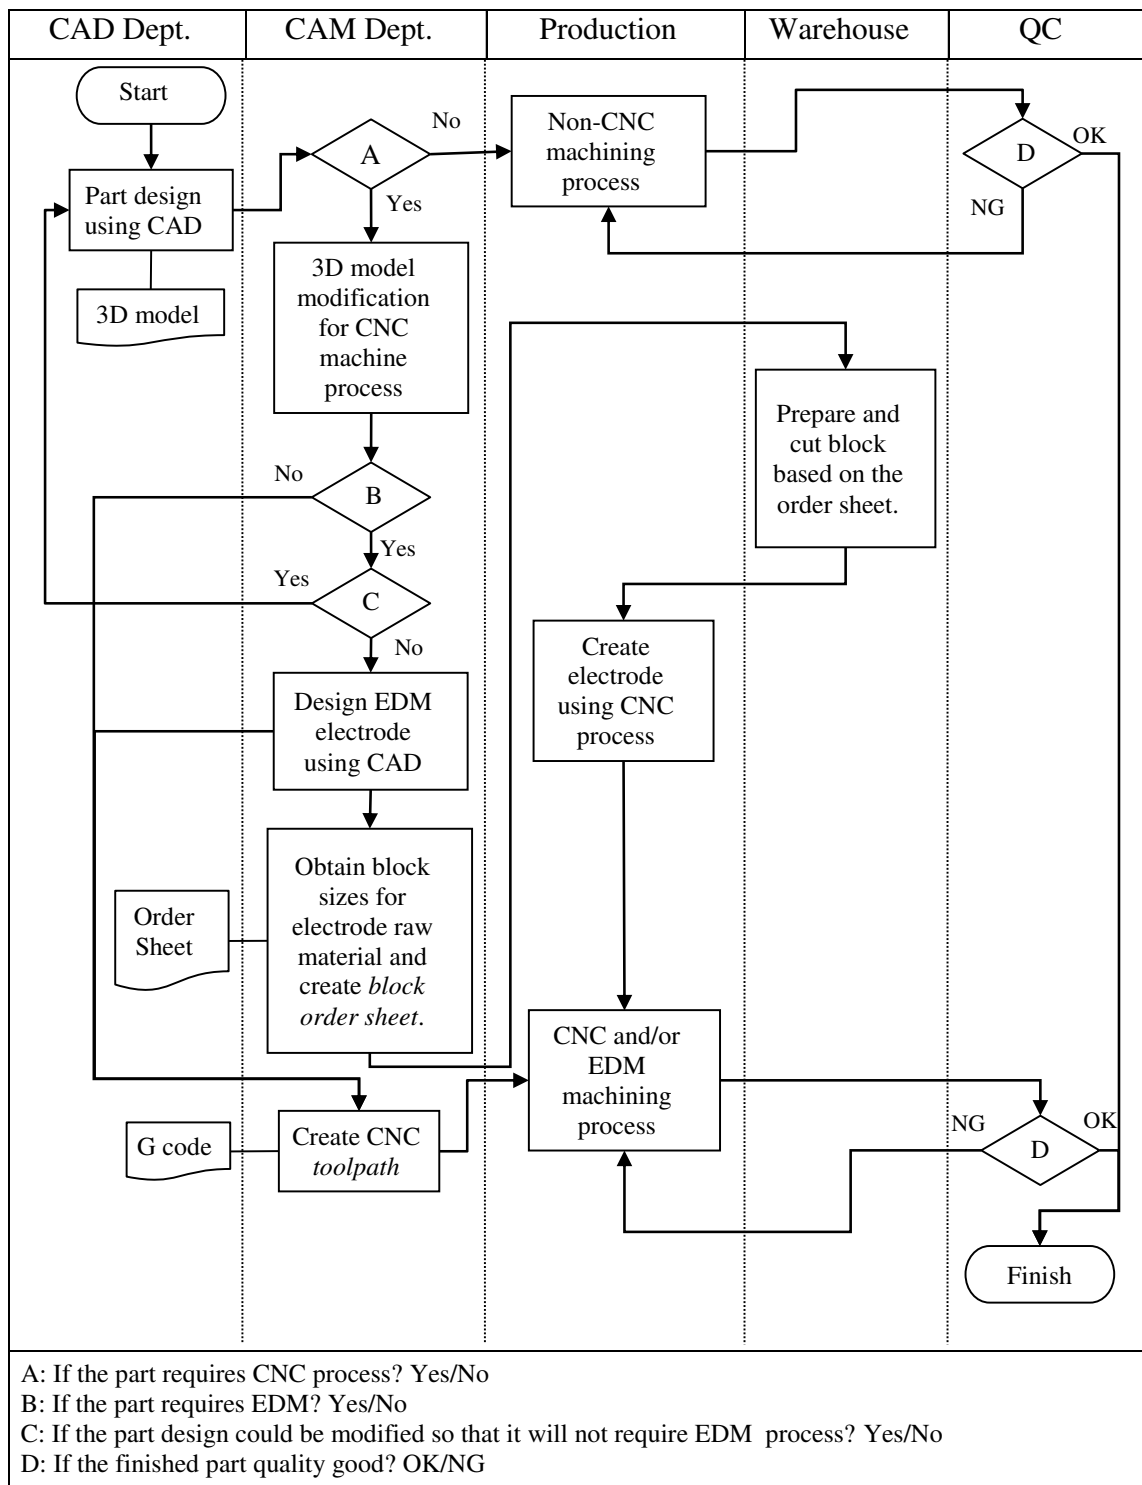 CAD Dept.
CAM Dept.
Production
Warehouse
QC
Start
Part design
using CAD
3D model
A
No
Yes
3D model
modification
for CNC
machine
process
No
B
Yes
Yes
C
No
Design EDM
electrode
using CAD
Obtain block
sizes for
electrode raw
material and
create block
order sheet.
Order
Sheet
G code
Create CNC
toolpath
Non-CNC
machining
process
Create
electrode
using CNC
process
CNC and/or
EDM
machining
process
Prepare and
cut block
based on the
order sheet.
D
OK
NG
NG
D
OK
Finish
A: If the part requires CNC process? Yes/No
B: If the part requires EDM? Yes/No
C: If the part design could be modified so that it will not require EDM process? Yes/No
D: If the finished part quality good? OK/NG